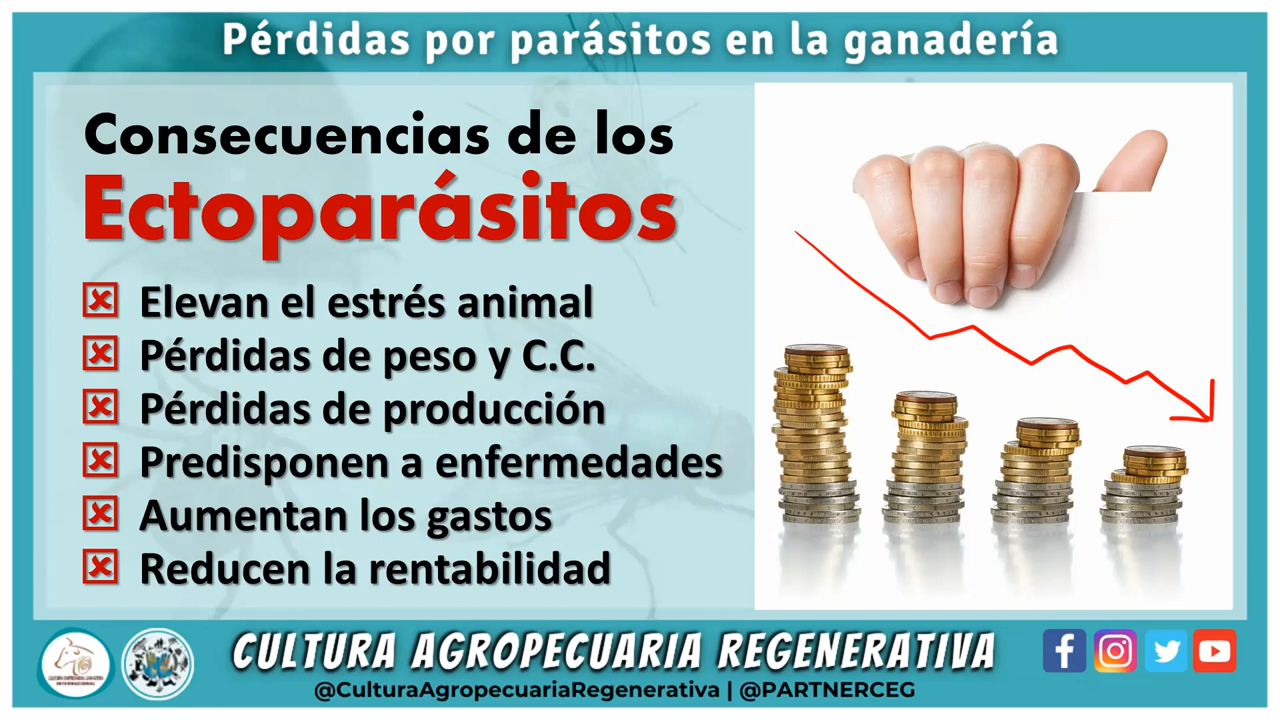 Pérdidas por parásitos en la ganadería
Consecuencias de los
Ectoparásitos
Elevan el estrés animal
Pérdidas de peso y C.C.
Pérdidas de producción
Predisponen a enfermedades
Aumentan los gastos
Reducen la rentabilidad
CULTURA AGROPECUARIA REGENERATIVA
@CulturaAgropecuariaRegenerativa | @PARTNERCEG